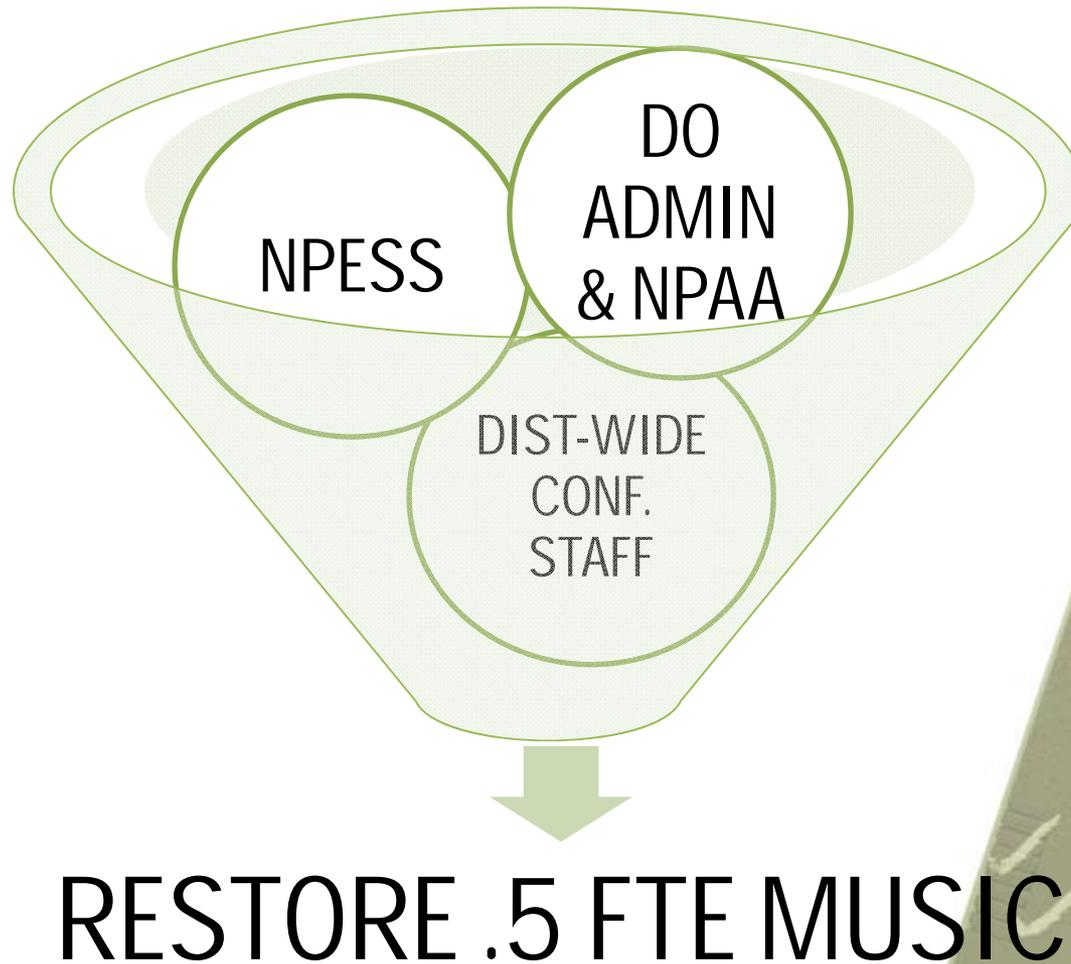 NPESS
DO
ADMIN
& NPAA
DIST-WIDE
CONF.
STAFF
RESTORE .5 FTE MUSIC